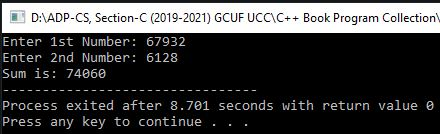 D:\ADP-CS, Section-C (2019-2021) GCUF UCC\C++ Book Program Collection\
Enter 1st Number: 67932
Enter 2nd Number: 6128
Sum is: 74060
--------------------------------
Process exited after 8.701 seconds with return value 0
Press any key to continue . . .